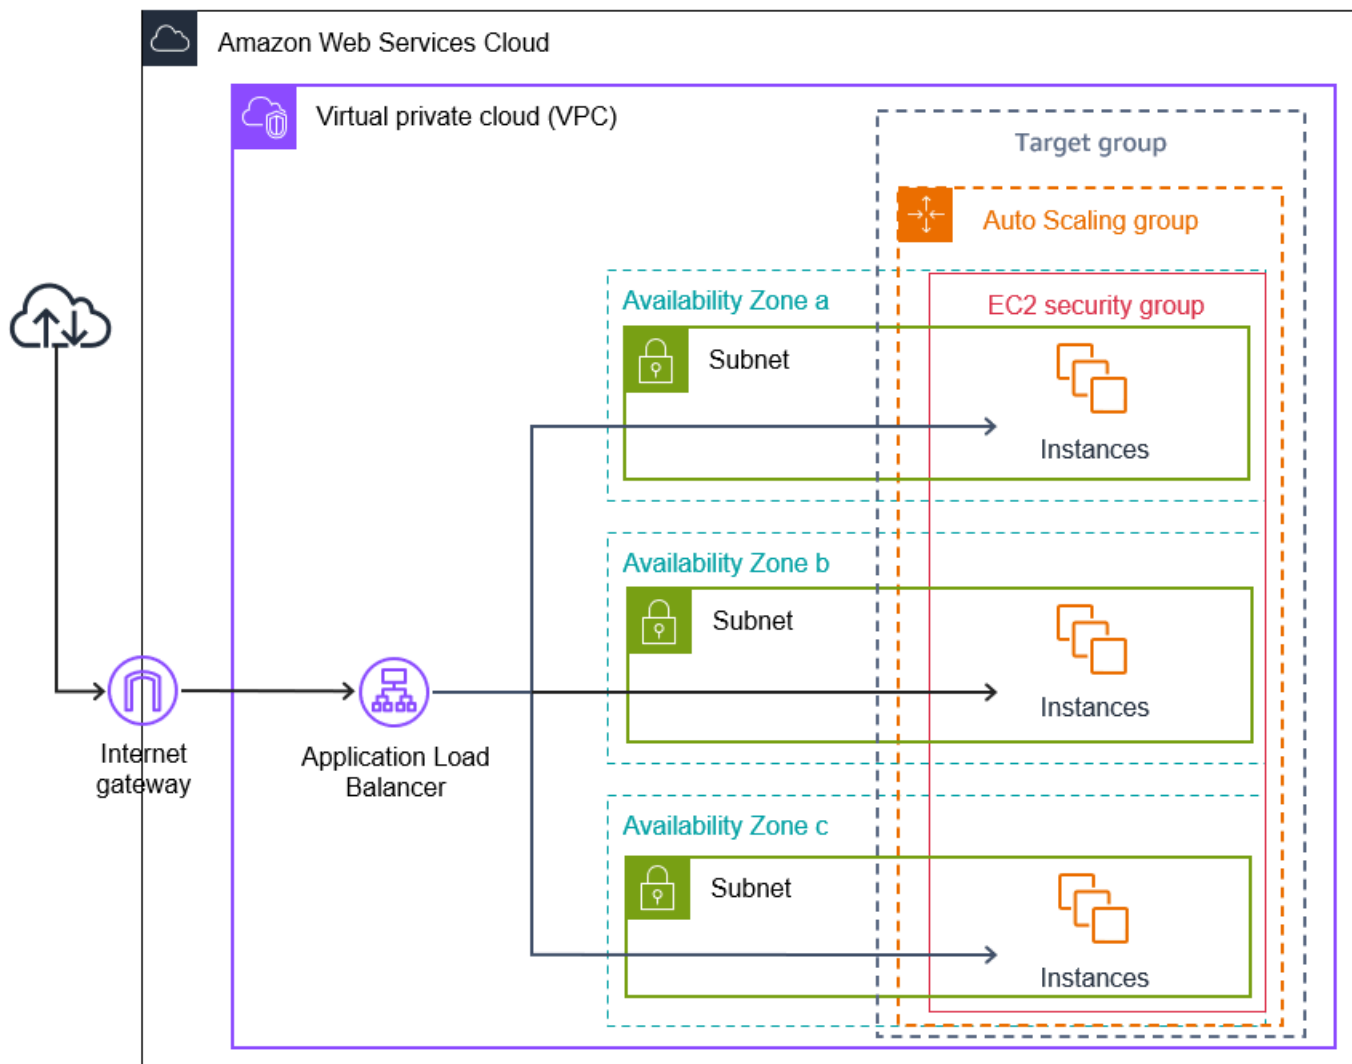 Amazon Web Services Cloud
Virtual private cloud (VPC)
Target group
Auto Scaling group
Availability Zone a
EC2 security group
Subnet
Instances
Availability Zone b
Subnet
Instances
Internet
gateway
Application Load
Balancer
Availability Zone c
Subnet
Instances